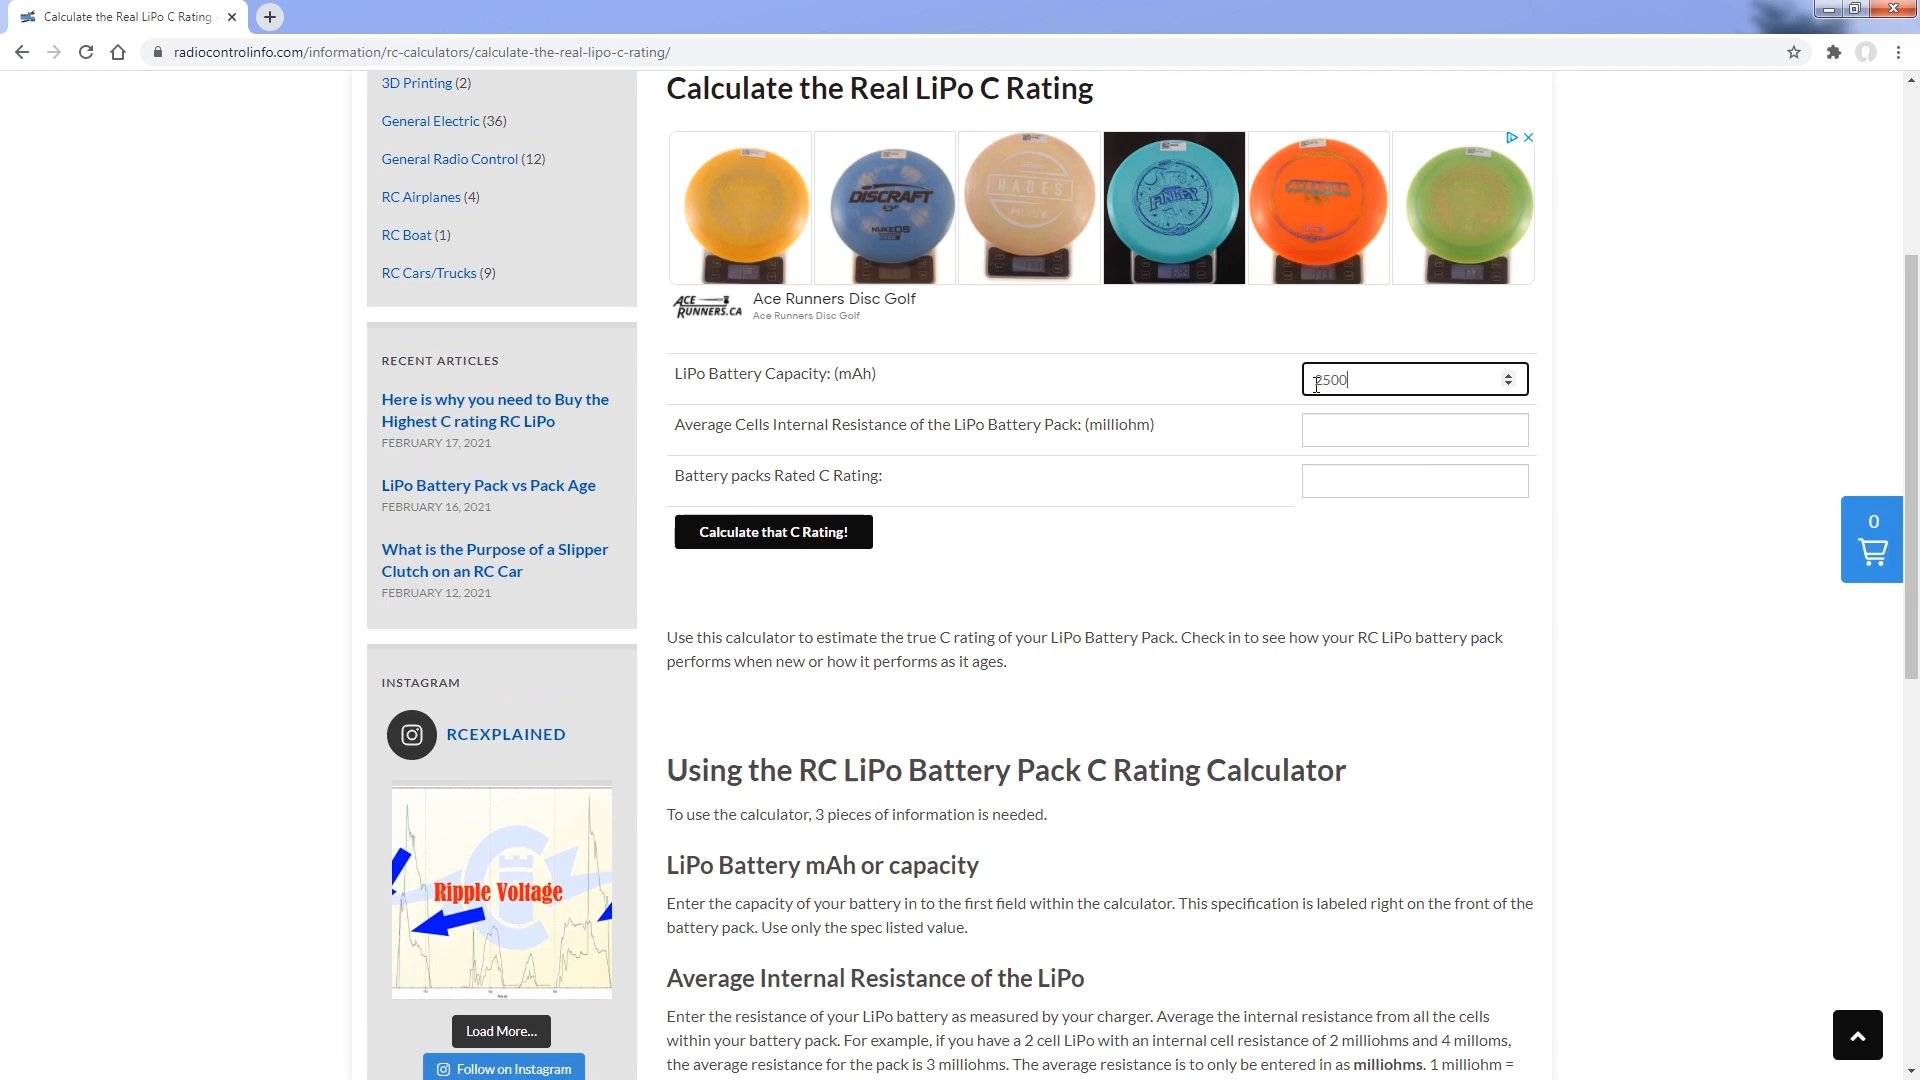 Calculate the Real LiPo C Rating
radiocontrolinfo.com/information/rc-calculators/calculate-the-real-lipo-c-rating/
3D Printing (2)
General Electric (36)
General Radio Control (12)
RC Airplanes (4)
RC Boat (1)
RC Cars/Trucks (9)
RECENT ARTICLES
Here is why you need to Buy the
Highest C rating RC LiPo
FEBRUARY 17, 2021
LiPo Battery Pack vs Pack Age
FEBRUARY 16, 2021
What is the Purpose of a Slipper
Clutch on an RC Car
FEBRUARY 12, 2021
INSTAGRAM
RCEXPLAINED
Ripple Voltage
Load More...
Follow on Instagram
Calculate the Real LiPo C Rating
DISCRAFT
NUKE OS
HADES
ACE
RUNNERS.CA
Ace Runners Disc Golf
Ace Runners Disc Golf
LiPo Battery Capacity: (mAh)
2500
Average Cells Internal Resistance of the LiPo Battery Pack: (milliohm)
Battery packs Rated C Rating:
Calculate that C Rating!
Use this calculator to estimate the true C rating of your LiPo Battery Pack. Check in to see how your RC LiPo battery pack
performs when new or how it performs as it ages.
Using the RC LiPo Battery Pack C Rating Calculator
To use the calculator, 3 pieces of information is needed.
LiPo Battery mAh or capacity
Enter the capacity of your battery in to the first field within the calculator. This specification is labeled right on the front of the
battery pack. Use only the spec listed value.
Average Internal Resistance of the LiPo
Enter the resistance of your LiPo battery as measured by your charger. Average the internal resistance from all the cells
within your battery pack. For example, if you have a 2 cell LiPo with an internal cell resistance of 2 milliohms and 4 milloms,
the average resistance for the pack is 3 milliohms. The average resistance is to only be entered in as milliohms. 1 milliohm =
0